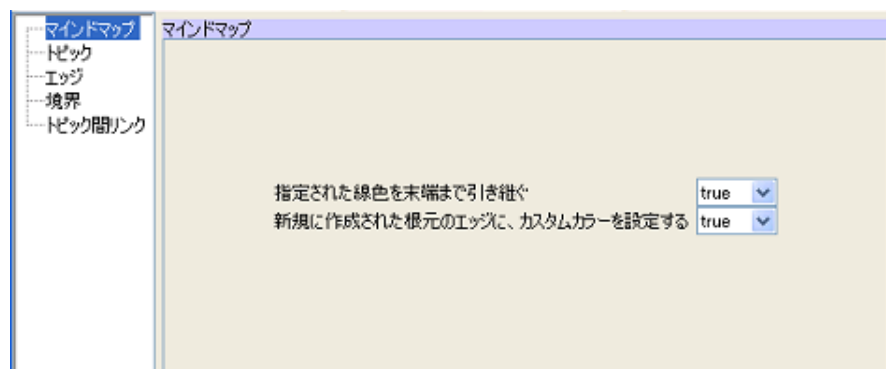 マインドマップ
トピック
エッジ
境界
トピック間リンク
マインドマップ
指定された線色を末端まで引き継ぐ true
新規に作成された根元のエッジに、カスタムカラーを設定する true